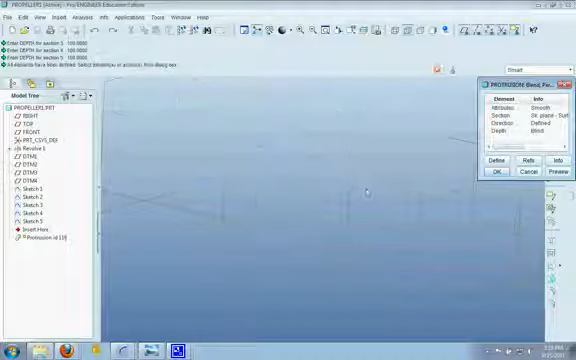 PROPELLER1 (Active) - Pro/ENGINEER Educational Edition
File Edit View Insert Analysis Info Applications Tools Window Help
Enter DEPTH for section 3 100.0000
Enter DEPTH for section 4 100.0000
Enter DEPTH for section 5 100.0000
All elements have been defined. Select element(s) or action(s) from dialog box.
Smart
Model Tree
PROPELLER1.PRT
RIGHT
TOP
FRONT
PRT_CSYS_DEF
Revolve 1
DTM1
DTM2
DTM3
DTM4
Sketch 1
Sketch 2
Sketch 3
Sketch 4
Sketch 5
Insert Here
PROTRUSION: Blend, Par...
Element Info
Attributes Smooth
Section Sk. plane - Surf
Direction Defined
Depth Blind
Define Refs Info
OK Cancel Preview